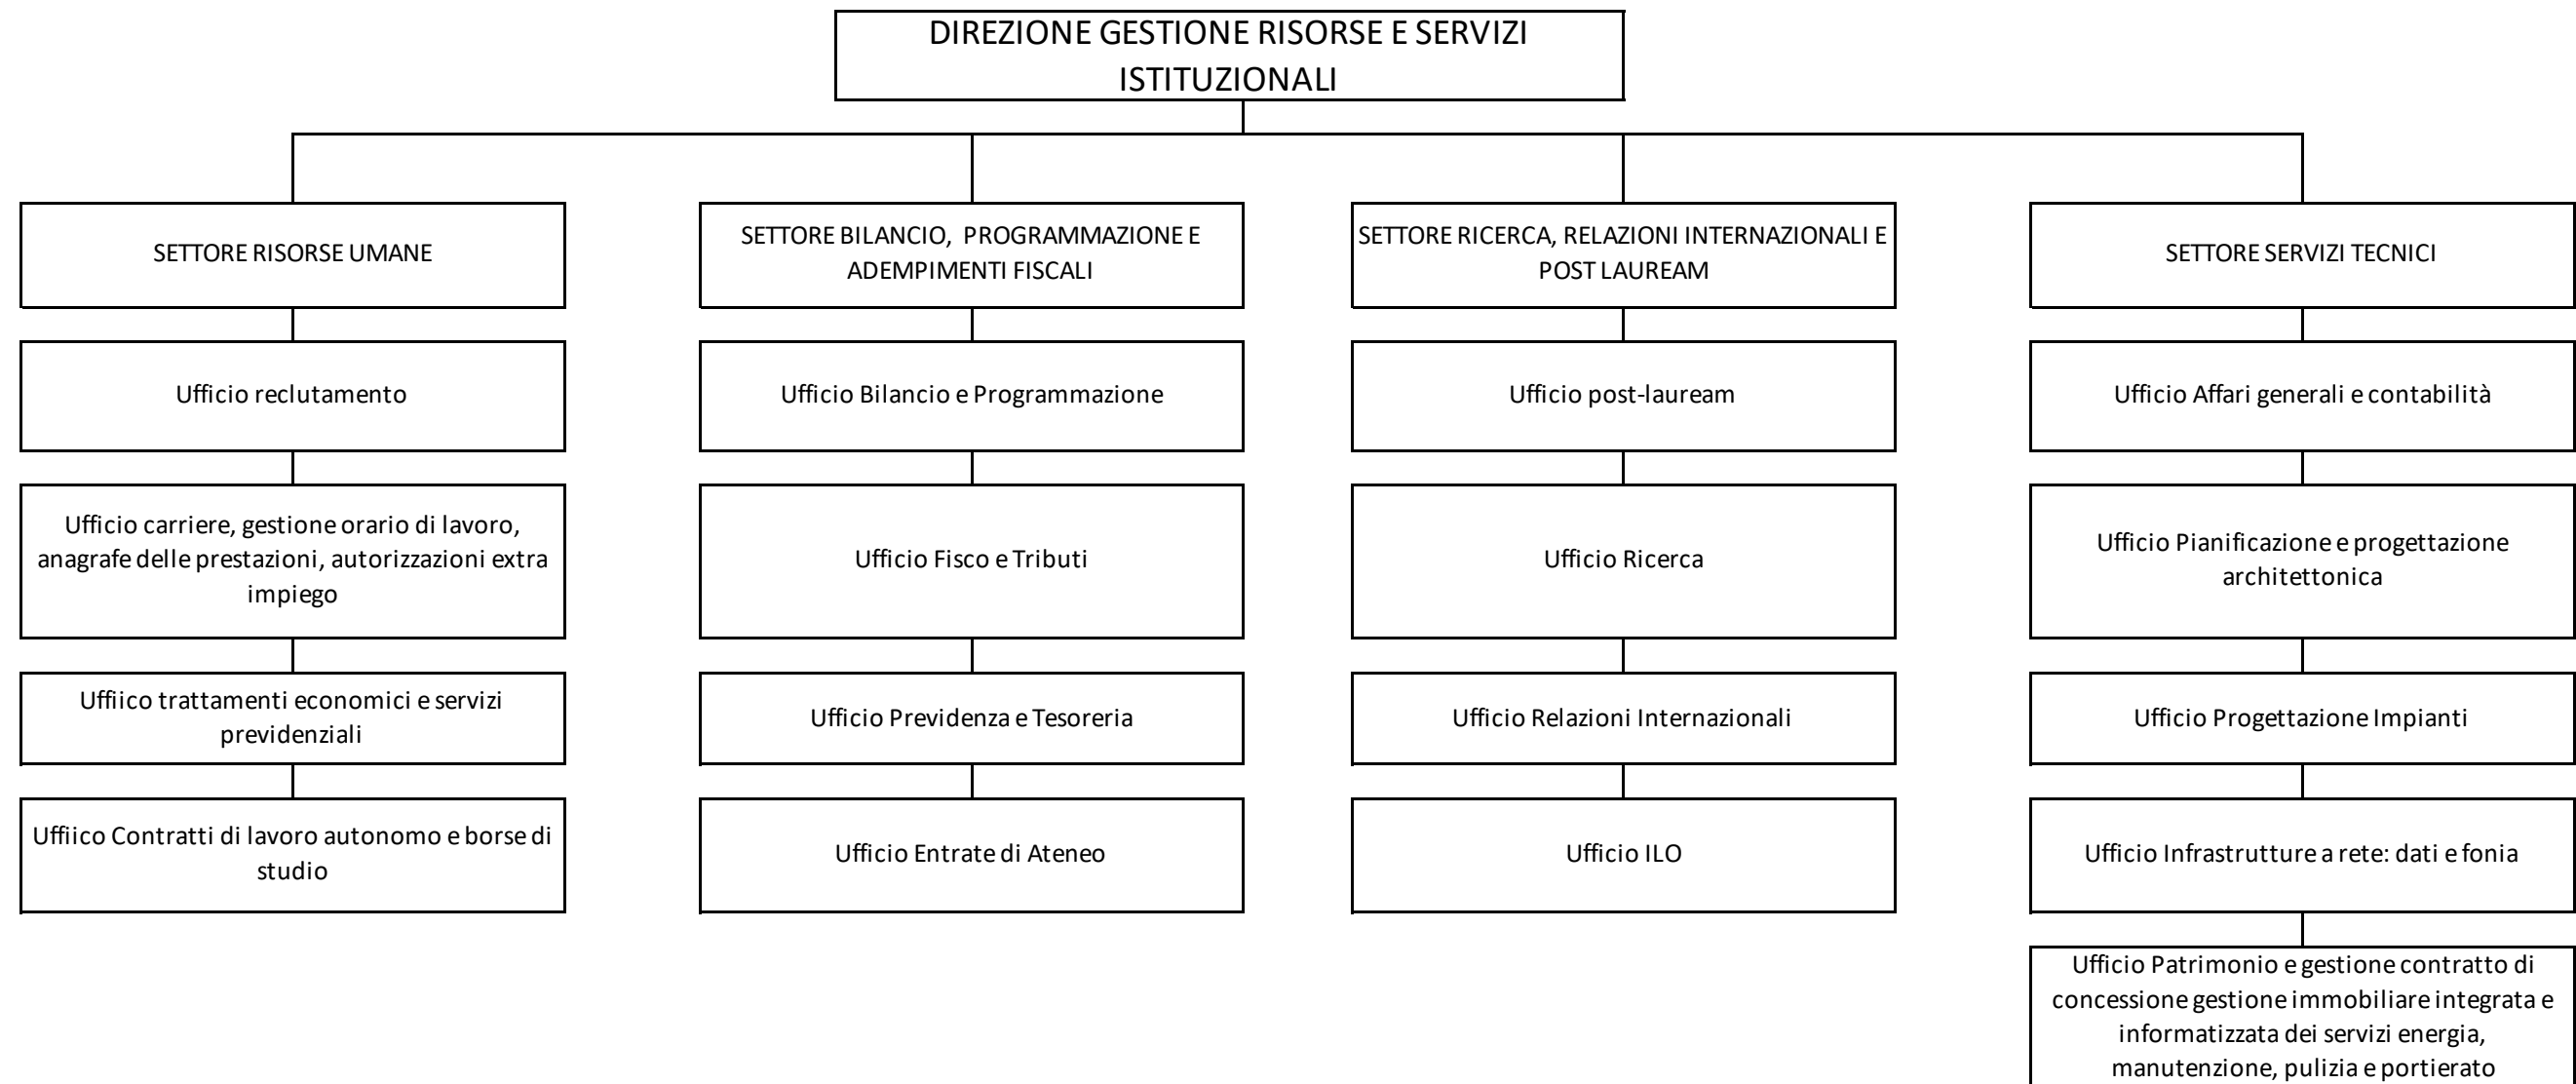 DIREZIONE GESTIONE RISORSE E SERVIZI
ISTITUZIONALI
SETTORE RISORSE UMANE
SETTORE BILANCIO, PROGRAMMAZIONE E
ADEMPIMENTI FISCALI
SETTORE RICERCA, RELAZIONI INTERNAZIONALI E
POST LAUREAM
SETTORE SERVIZI TECNICI
Ufficio reclutamento
Ufficio Bilancio e Programmazione
Ufficio post-lauream
Ufficio Affari generali e contabilità
Ufficio carriere, gestione orario di lavoro,
anagrafe delle prestazioni, autorizzazioni extra
impiego
Ufficio Fisco e Tributi
Ufficio Ricerca
Ufficio Pianificazione e progettazione
architettonica
Uffiico trattamenti economici e servizi
previdenziali
Ufficio Previdenza e Tesoreria
Ufficio Relazioni Internazionali
Ufficio Progettazione Impianti
Uffiico Contratti di lavoro autonomo e borse di
studio
Ufficio Entrate di Ateneo
Ufficio ILO
Ufficio Infrastrutture a rete: dati e fonia
Ufficio Patrimonio e gestione contratto di
concessione gestione immobiliare integrata e
informatizzata dei servizi energia,
manutenzione, pulizia e portierato